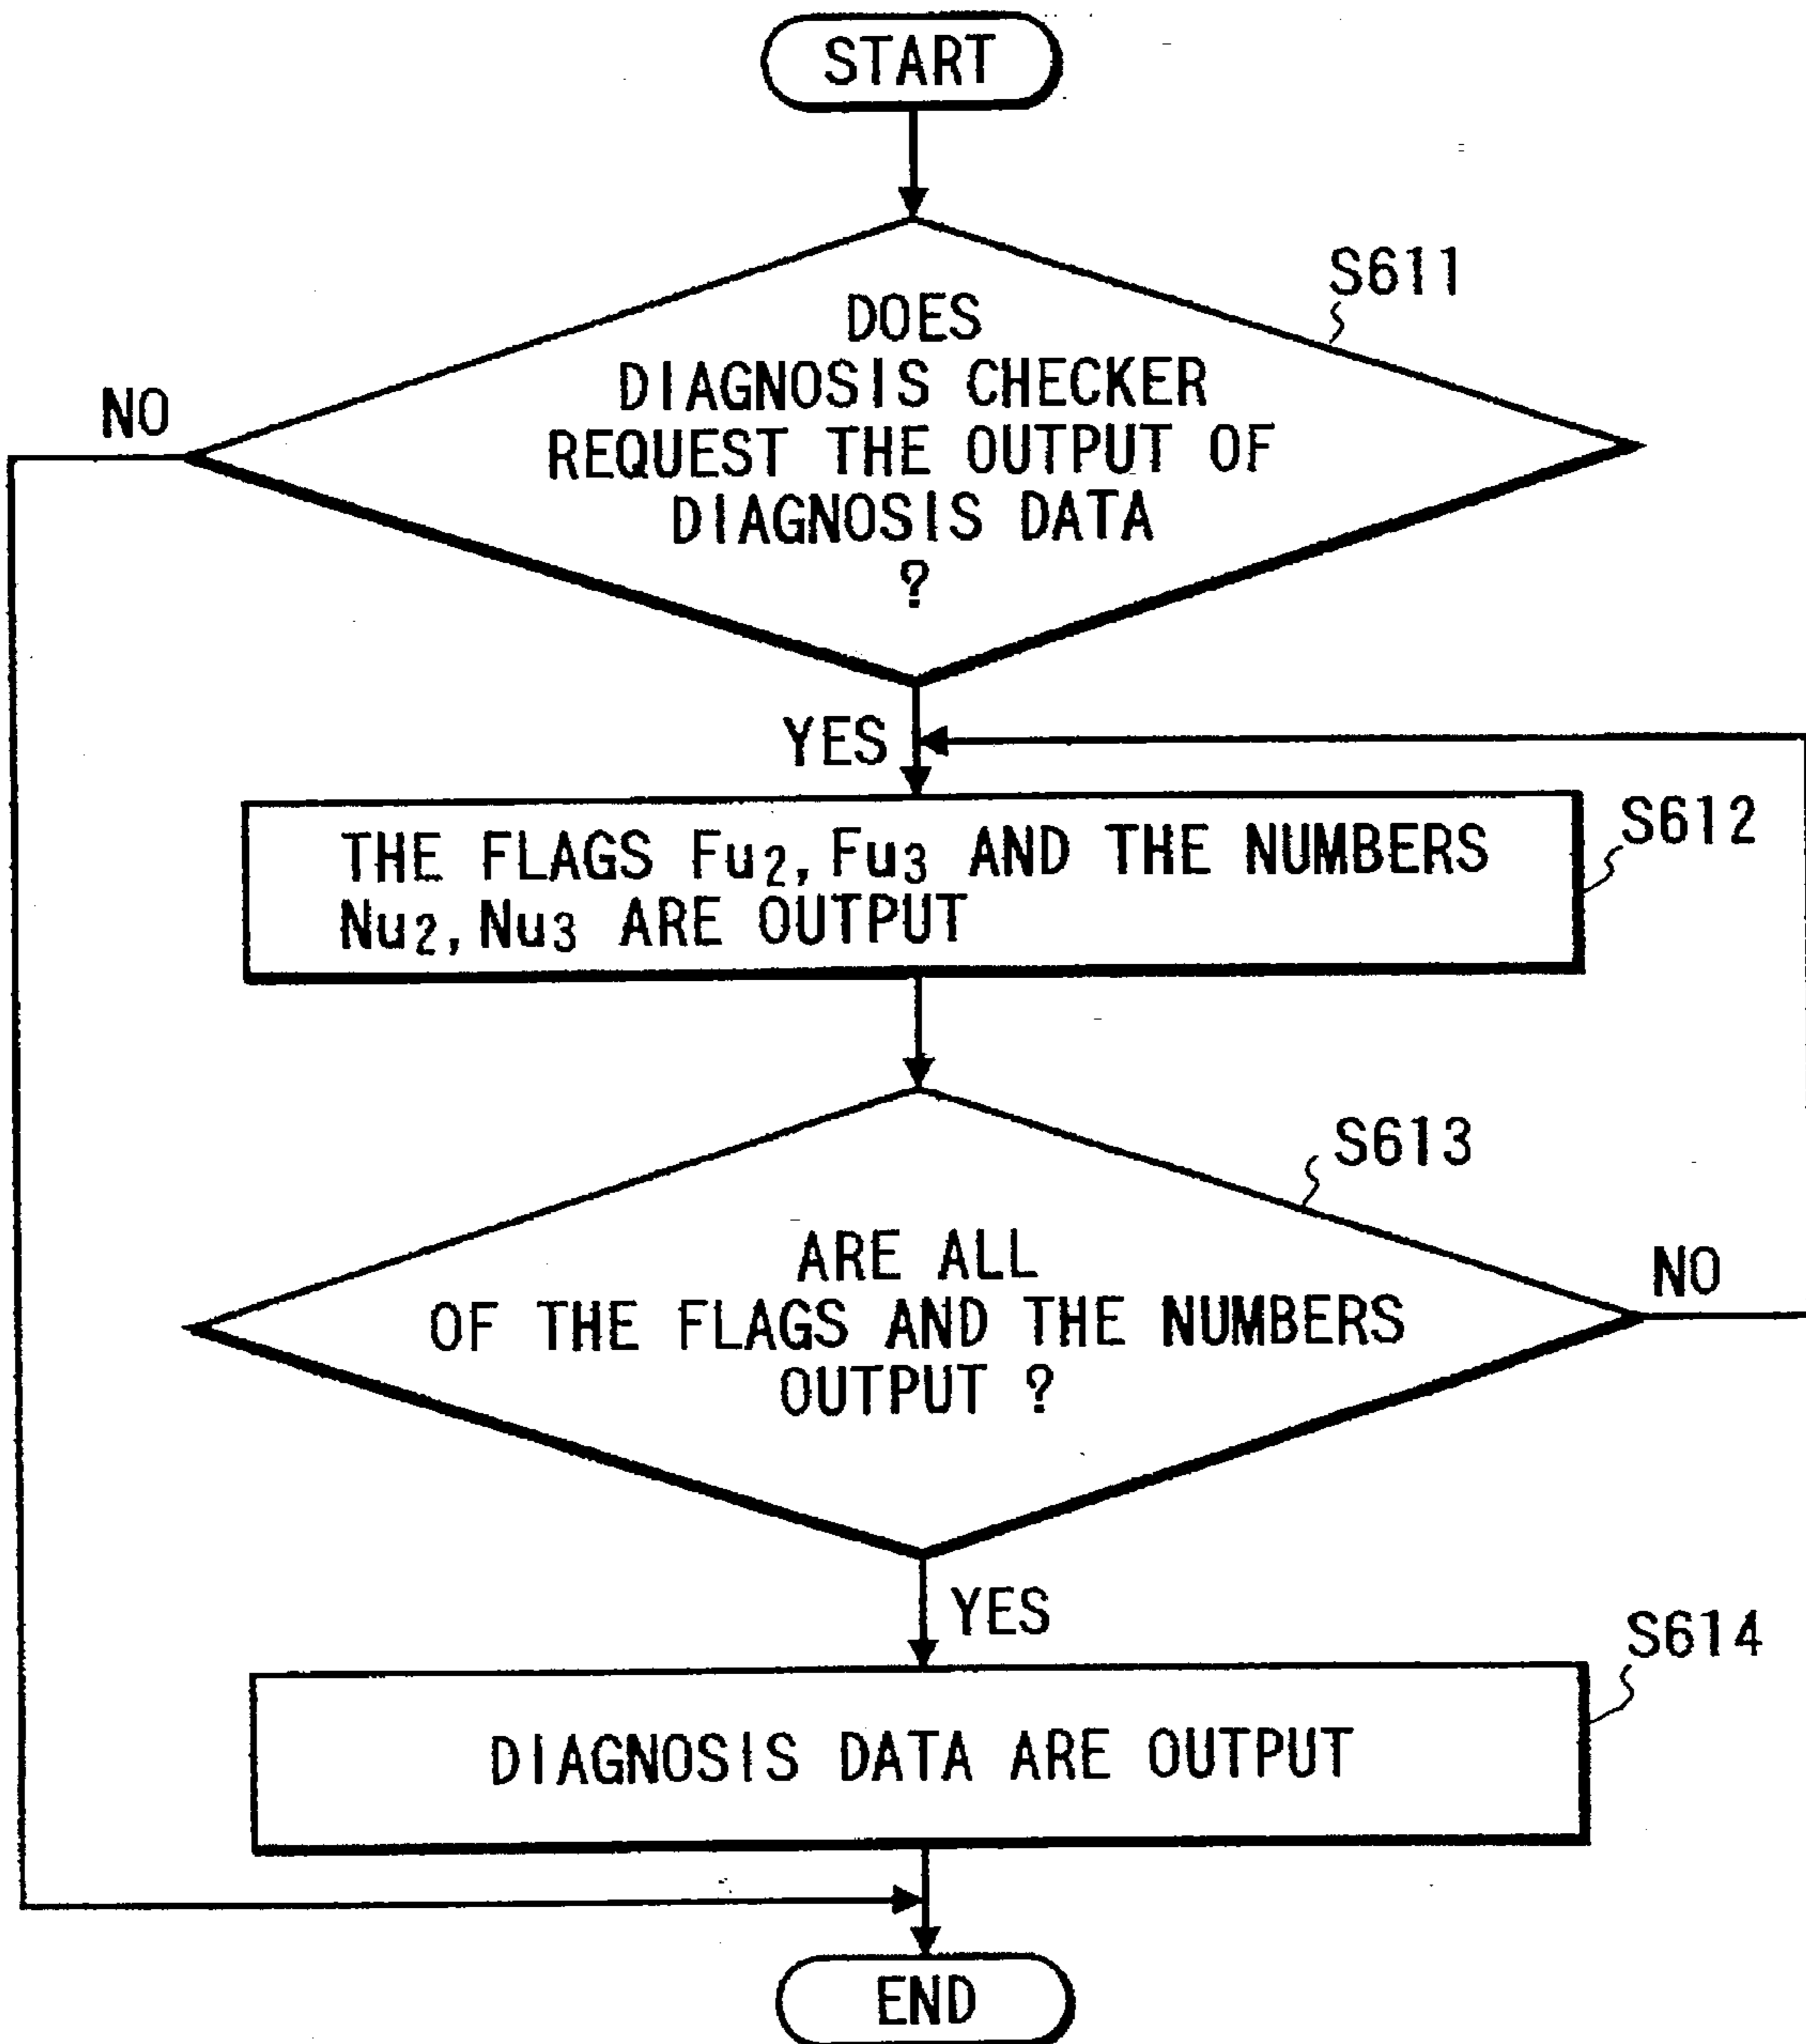 START
S611
DOES
DIAGNOSIS CHECKER
REQUEST THE OUTPUT OF
DIAGNOSIS DATA
?
NO
YES
S612
THE FLAGS Fu2, Fu3 AND THE NUMBERS
Nu2, Nu3 ARE OUTPUT
S613
ARE ALL
OF THE FLAGS AND THE NUMBERS
OUTPUT ?
NO
YES
S614
DIAGNOSIS DATA ARE OUTPUT
END